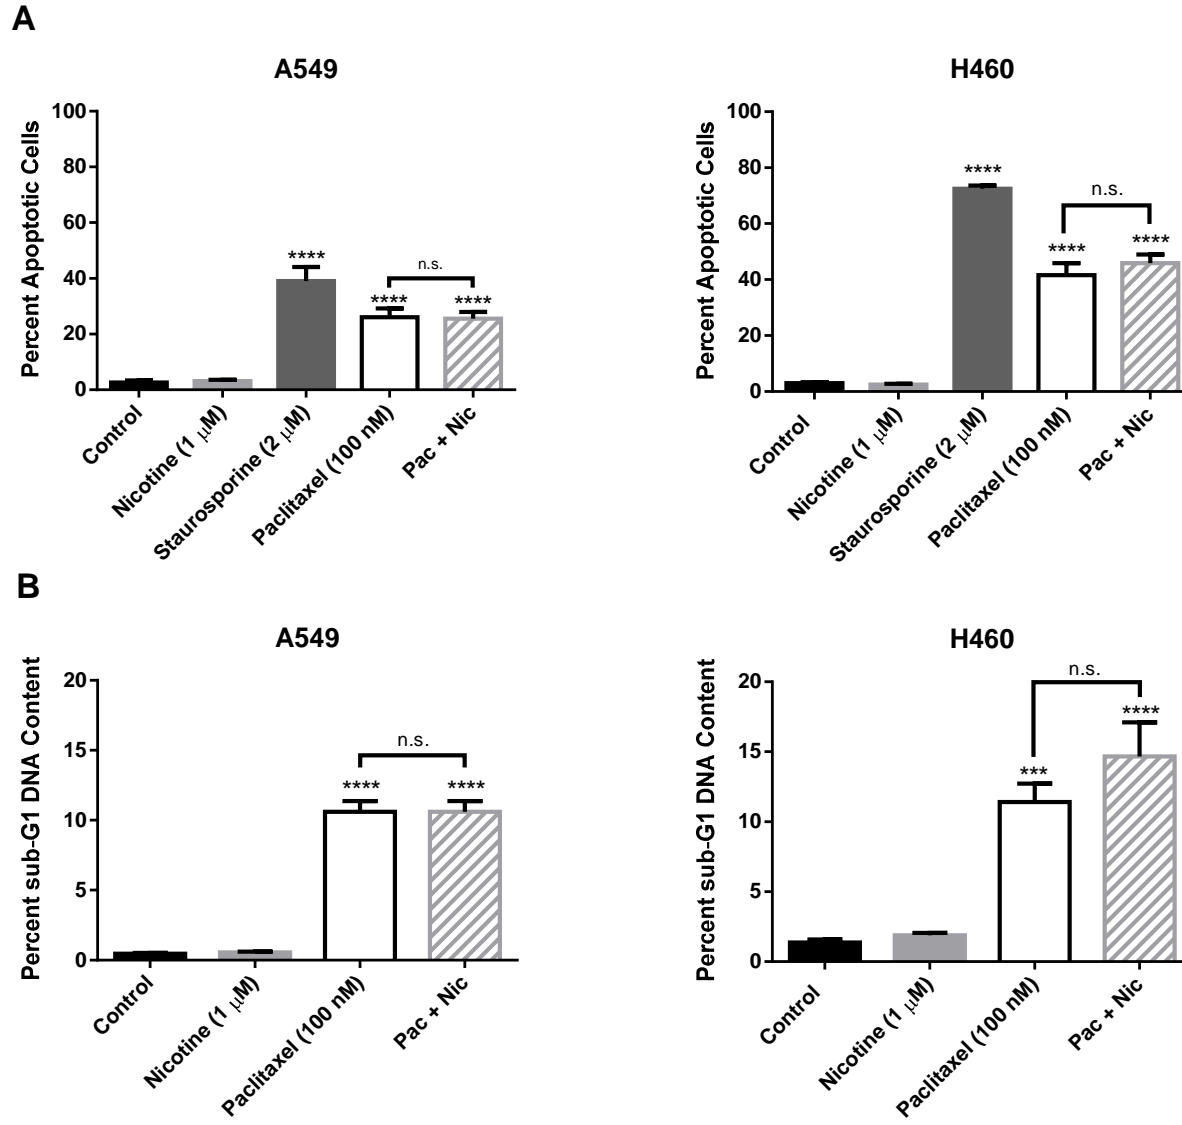 A
A549
Percent Apoptotic Cells
100
80
60
40
20
0
****
****
n.s.
****
Control
Nicotine (1 μM)
Staurosporine (2 μM)
Paclitaxel (100 nM)
Pac + Nic
H460
Percent Apoptotic Cells
100
80
60
40
20
0
****
****
n.s.
****
Control
Nicotine (1 μM)
Staurosporine (2 μM)
Paclitaxel (100 nM)
Pac + Nic
B
A549
Percent sub-G1 DNA Content
20
15
10
5
0
n.s.
****
****
Control
Nicotine (1 μM)
Paclitaxel (100 nM)
Pac + Nic
H460
Percent sub-G1 DNA Content
20
15
10
5
0
n.s.
***
****
Control
Nicotine (1 μM)
Paclitaxel (100 nM)
Pac + Nic